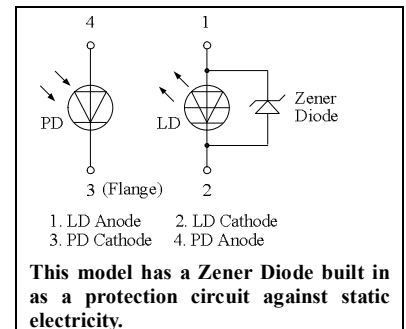 4 1
PD LD Zener
Diode
3 (Flange) 2
1. LD Anode 2. LD Cathode
3. PD Cathode 4. PD Anode
This model has a Zener Diode built in
as a protection circuit against static
electricity.